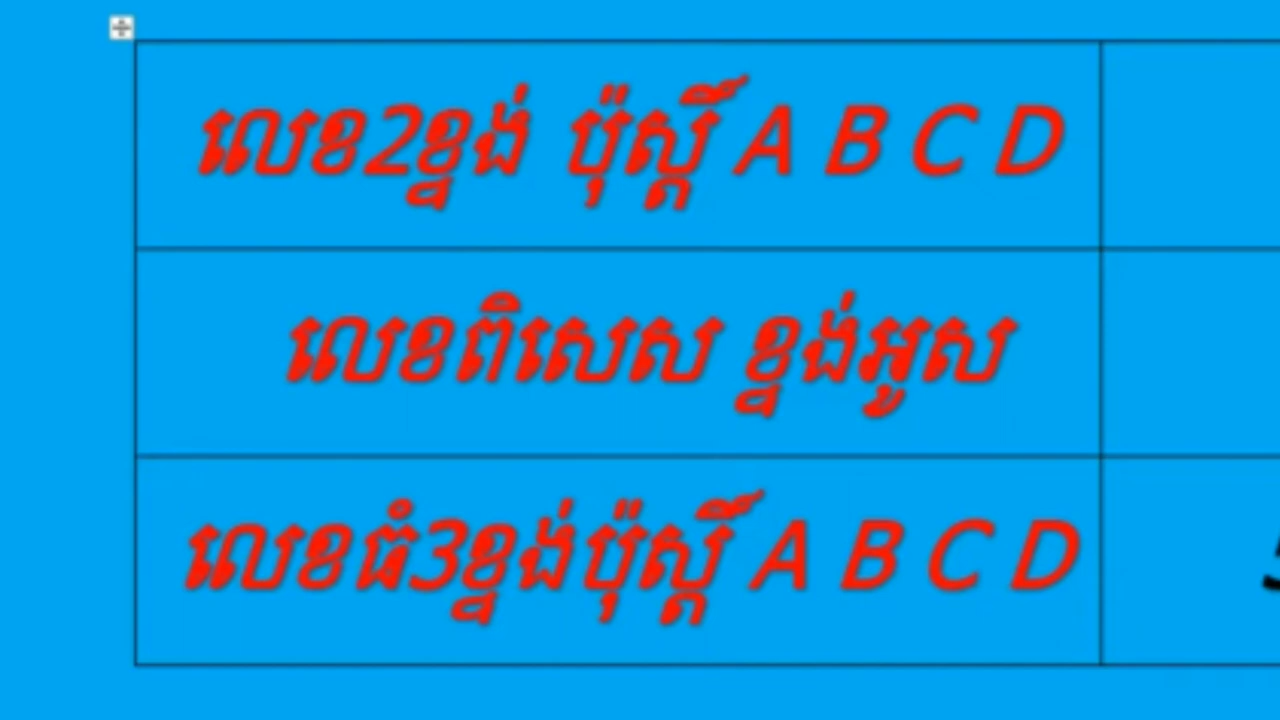 លេខ2ខ្ទង់ ប៉ុស្តិ៍ A B C D
លេខពិសេស ខ្ទង់អូស
លេខធំ3ខ្ទង់ប៉ុស្តិ៍ A B C D